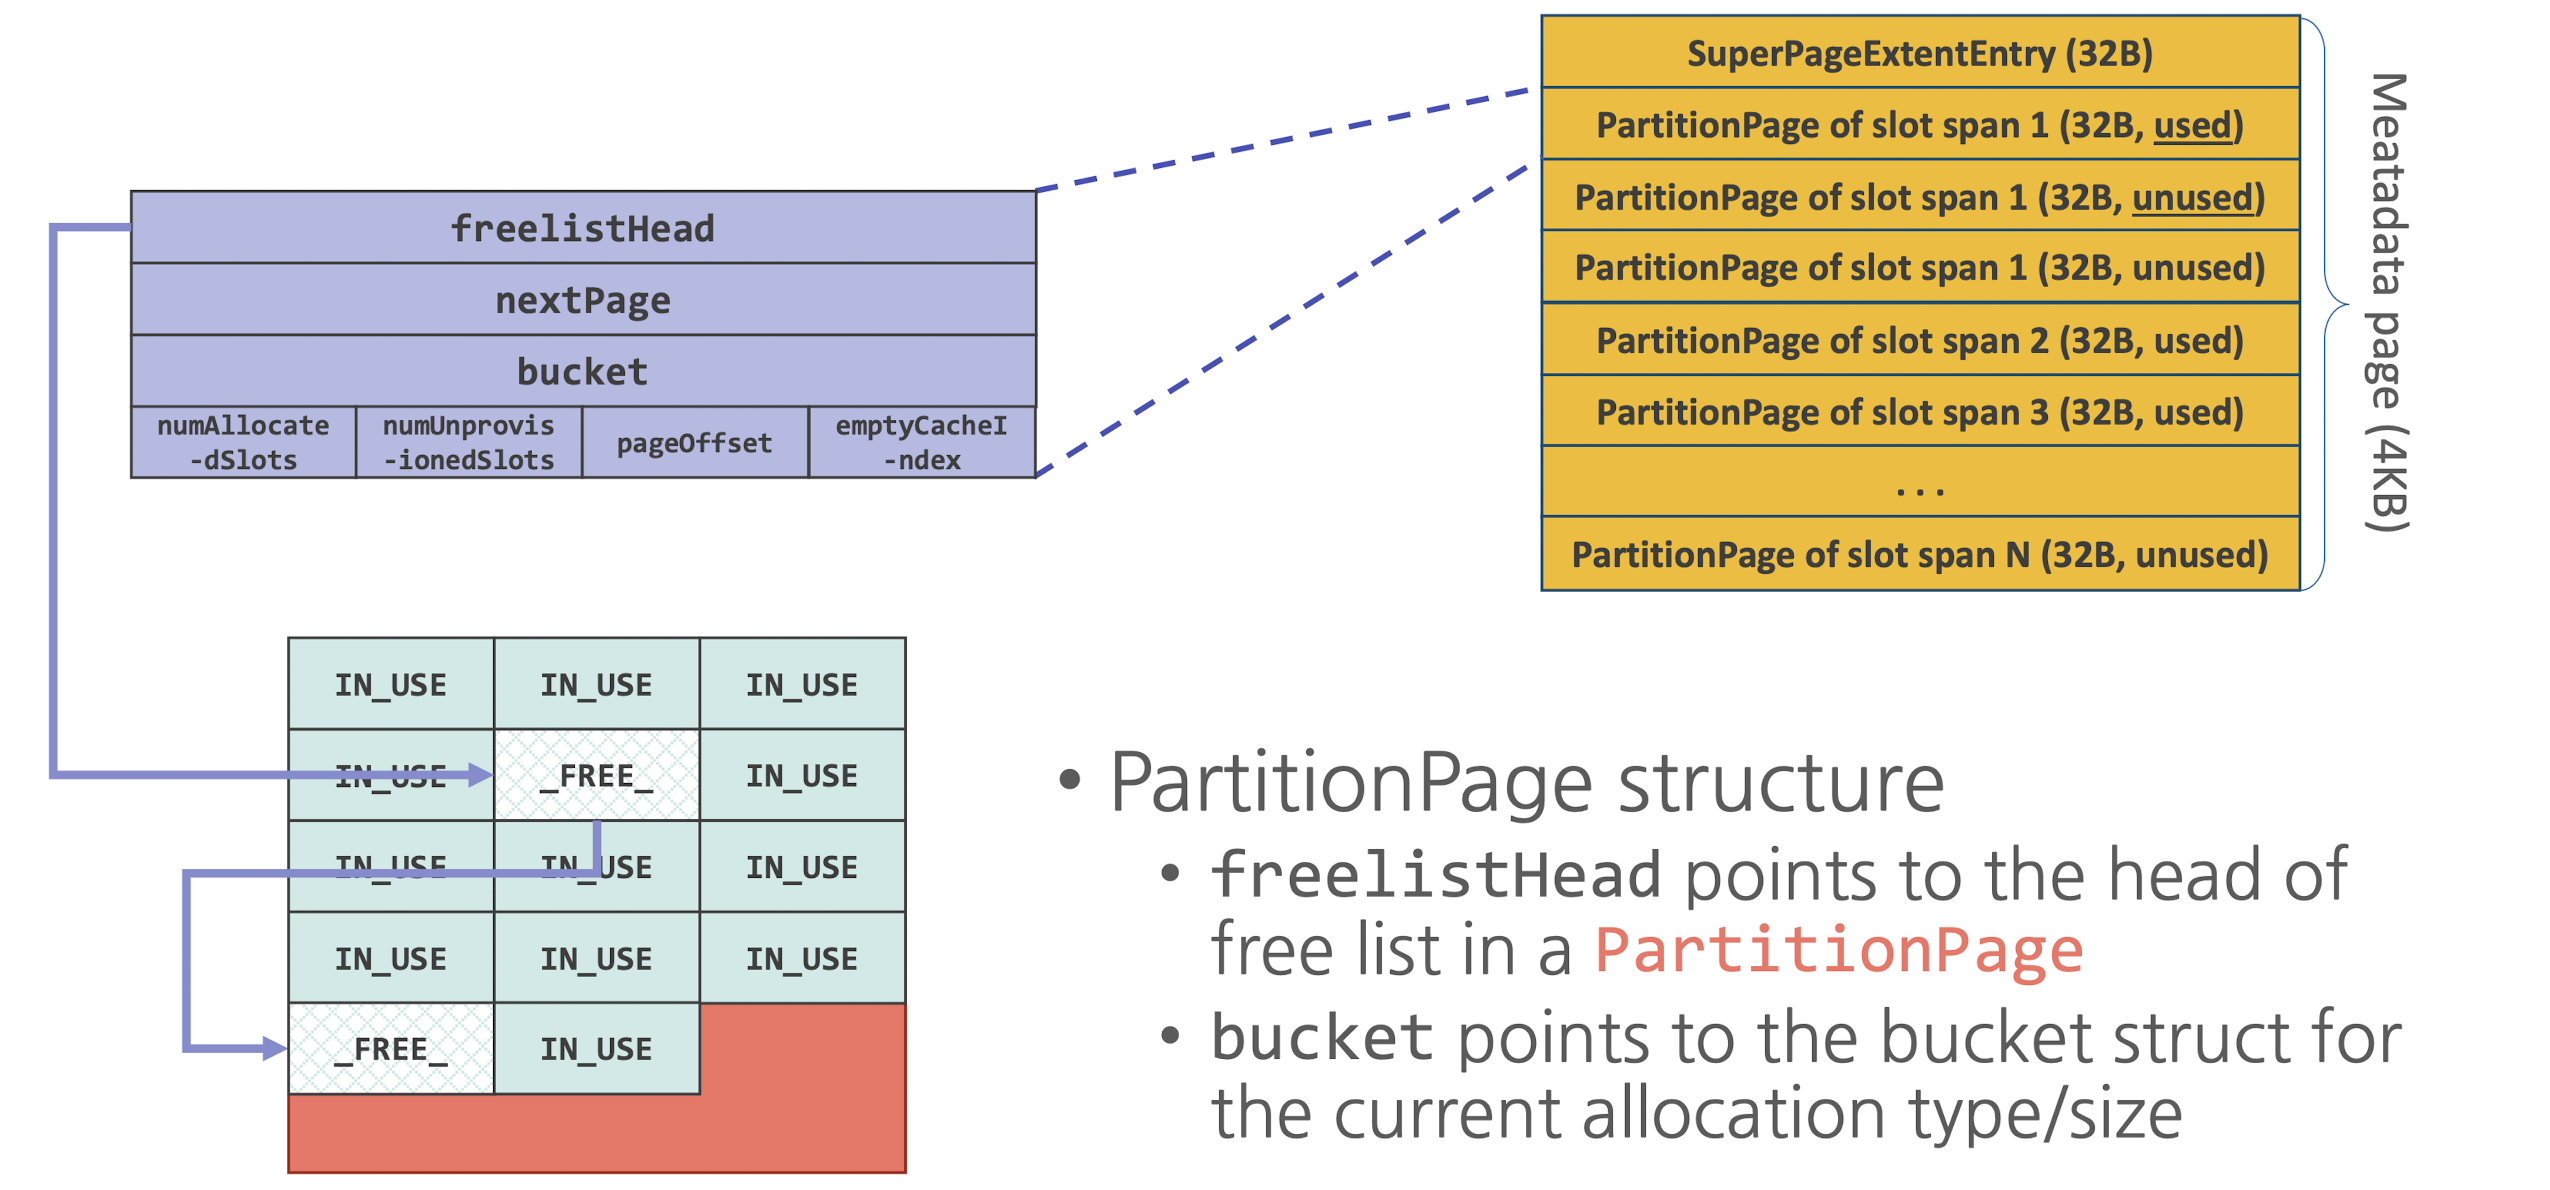 SuperPageExtentEntry (32B)
PartitionPage of slot span 1 (32B, used)
PartitionPage of slot span 1 (32B, unused)
PartitionPage of slot span 1 (32B, unused)
PartitionPage of slot span 2 (32B, used)
PartitionPage of slot span 3 (32B, used)
...
PartitionPage of slot span N (32B, unused)
Meatadata page (4KB)
freelistHead
nextPage
bucket
numAllocate
-dSlots
numUnprovis
-ionedSlots
pageOffset
emptyCacheI
-ndex
IN_USE IN_USE IN_USE
IN_USE _FREE_ IN_USE
IN_USE IN_USE IN_USE
IN_USE IN_USE IN_USE
_FREE_ IN_USE
• PartitionPage structure
• freelistHead points to the head of
free list in a PartitionPage
• bucket points to the bucket struct for
the current allocation type/size